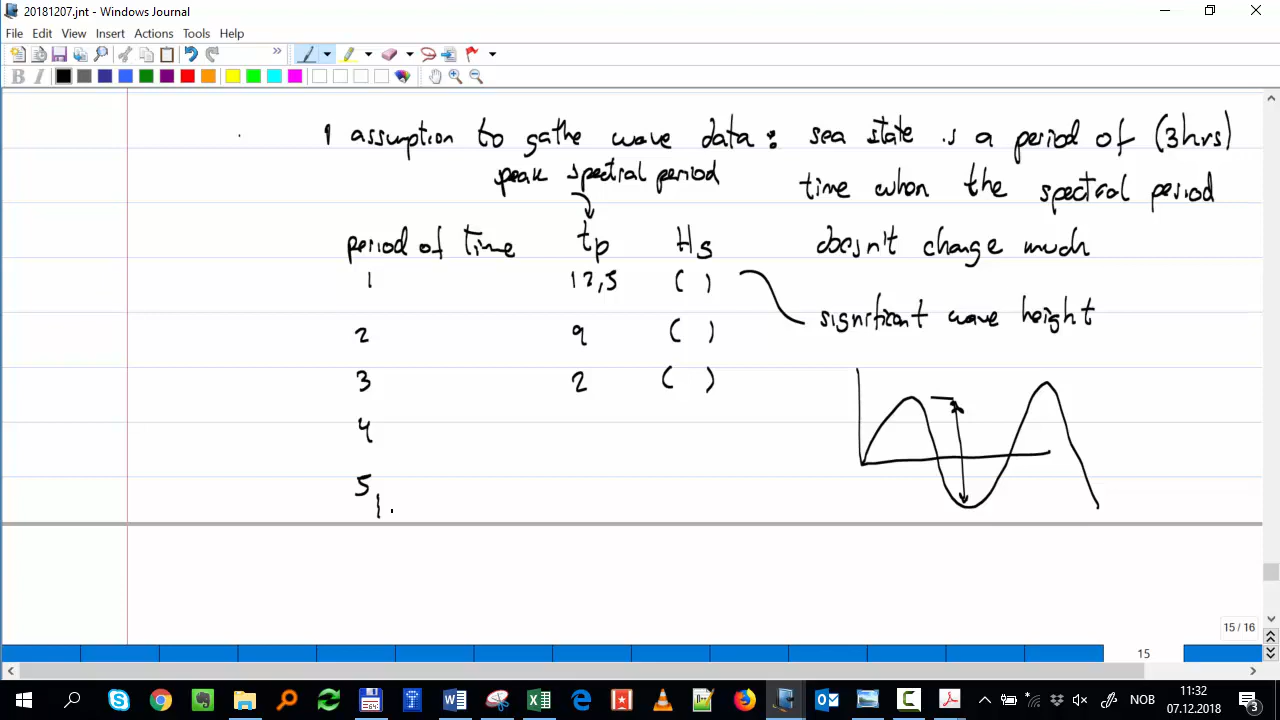 20181207.jnt - Windows Journal
File Edit View Insert Actions Tools Help
B I
1 assumption to gathe wave data: sea state is a period of (3hrs)
peak spectral period time when the spectral period
period of time tp Hs doesn't change much
1 12,5 ( )
significant wave height
2 9 ( )
3 2 ( )
4
5
15 / 16
15
NOB
11:32
07.12.2018
3